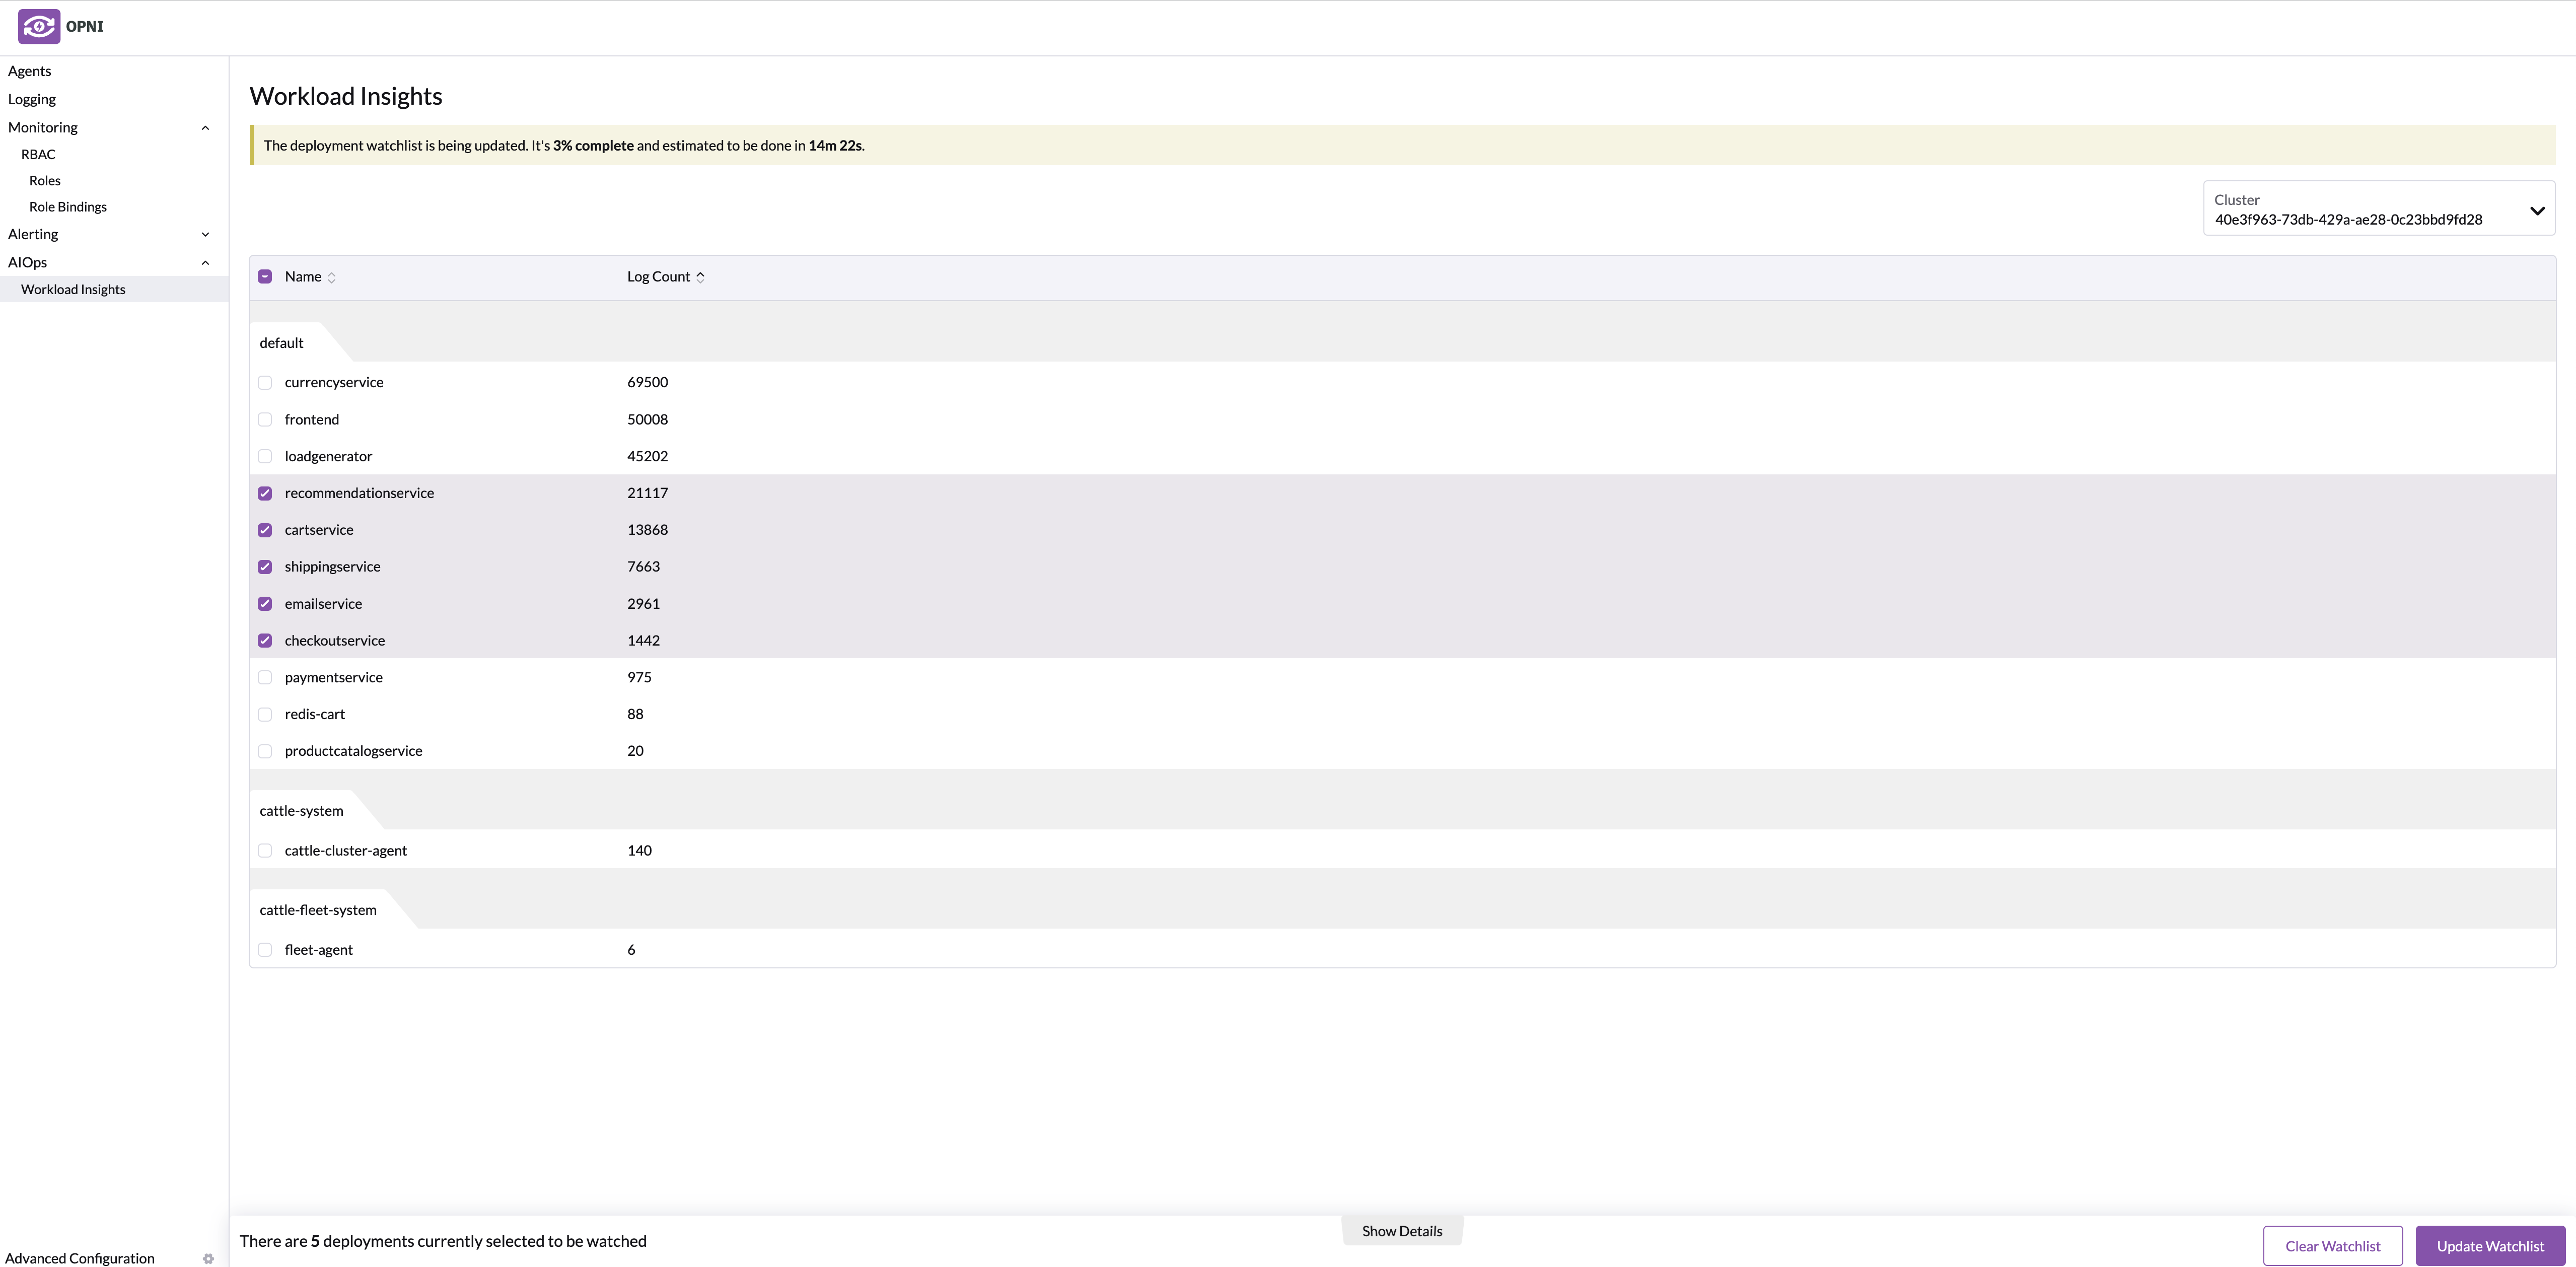 OPNI
Agents
Logging
Monitoring
RBAC
Roles
Role Bindings
Alerting
AIOps
Workload Insights
Advanced Configuration
Workload Insights
The deployment watchlist is being updated. It's 3% complete and estimated to be done in 14m 22s.
Cluster
40e3f963-73db-429a-ae28-0c23bbd9fd28
Name Log Count
default
currencyservice 69500
frontend 50008
loadgenerator 45202
recommendationservice 21117
cartservice 13868
shippingservice 7663
emailservice 2961
checkoutservice 1442
paymentservice 975
redis-cart 88
productcatalogservice 20
cattle-system
cattle-cluster-agent 140
cattle-fleet-system
fleet-agent 6
There are 5 deployments currently selected to be watched
Show Details
Clear Watchlist
Update Watchlist